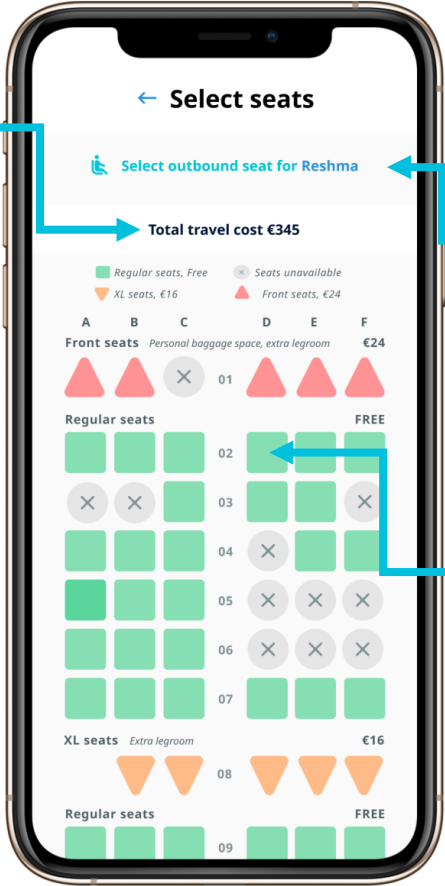 ← Select seats
Select outbound seat for Reshma
Total travel cost €345
Regular seats, Free Seats unavailable
XL seats, €16 Front seats, €24
A B C D E F
Front seats Personal baggage space, extra legroom €24
01
Regular seats FREE
02
03
04
05
06
07
XL seats Extra legroom €16
08
Regular seats FREE
09